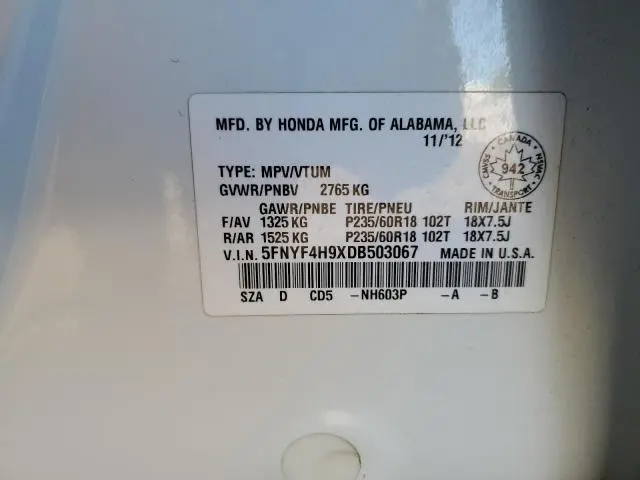 MFD. BY HONDA MFG. OF ALABAMA, LLC
11/'12
CANADA
CMVSS
942
NSVAC
TRANSPORT
TYPE: MPV/VTUM
GVWR/PNBV 2765 KG
GAWR/PNBE TIRE/PNEU RIM/JANTE
F/AV 1325 KG P235/60R18 102T 18X7.5J
R/AR 1525 KG P235/60R18 102T 18X7.5J
V.I.N. 5FNYF4H9XDB503067 MADE IN U.S.A.
SZA D CD5 -NH603P -A -B